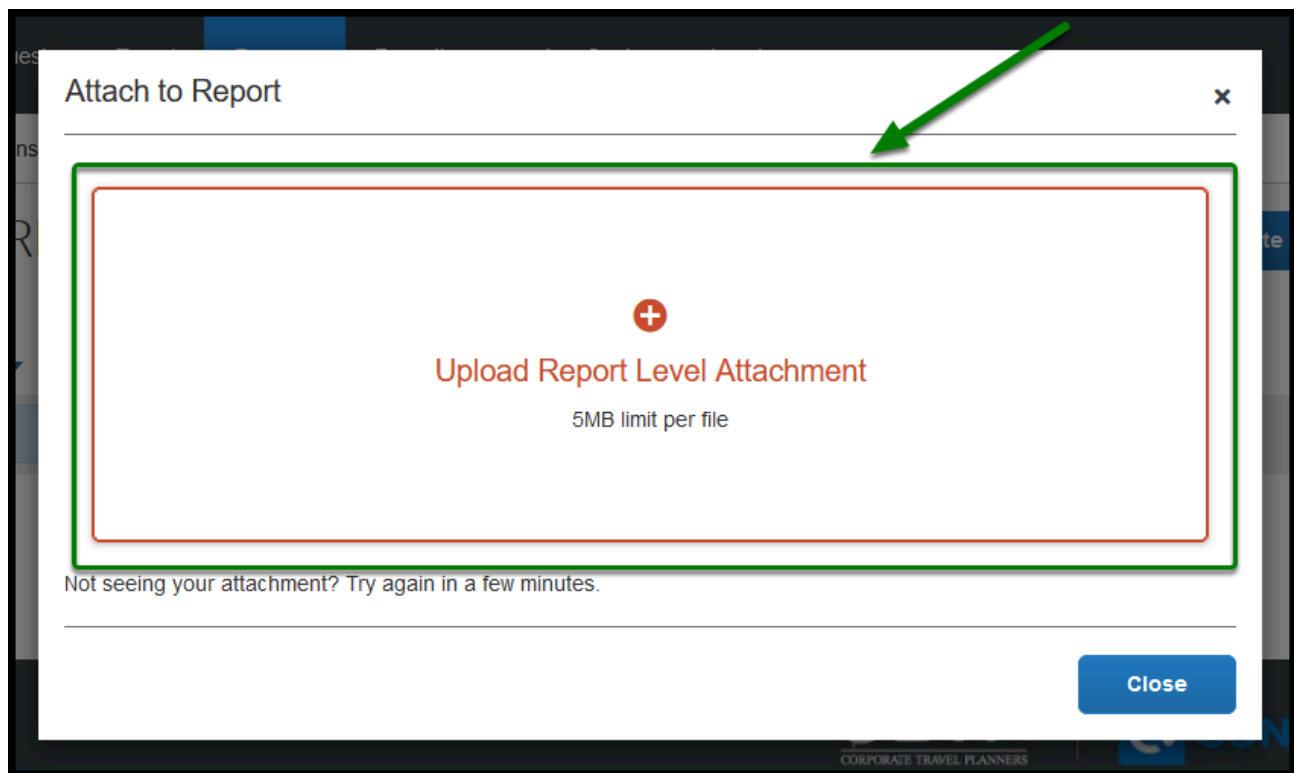 Attach to Report
×
Upload Report Level Attachment
5MB limit per file
Not seeing your attachment? Try again in a few minutes.
Close
CORPORATE TRAVEL PLANNERS